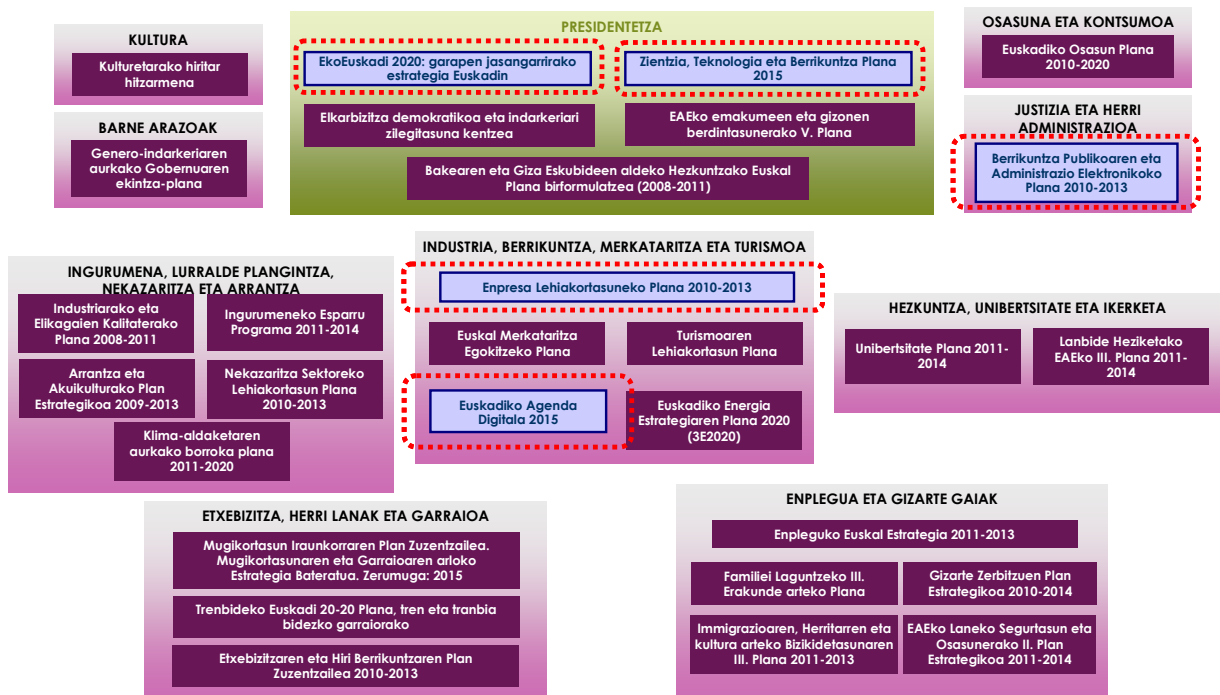 KULTURA
Kulturetarako hiritar
hitzarmena
BARNE ARAZOAK
Genero-indarkeriaren
aurkako Gobernuaren
ekintza-plana
PRESIDENTETZA
EkoEuskadi 2020: garapen jasangarrirako
estrategia Euskadin
Zientzia, Teknologia eta Berrikuntza Plana
2015
Elkarbizitza demokratikoa eta indarkeriari
zilegitasuna kentzea
EAEko emakumeen eta gizonen
berdintasunerako V. Plana
Bakearen eta Giza Eskubideen aldeko Hezkuntzako Euskal
Plana birformulatzea (2008-2011)
OSASUNA ETA KONTSUMOA
Euskadiko Osasun Plana
2010-2020
JUSTIZIA ETA HERRI
ADMINISTRAZIOA
Berrikuntza Publikoaren eta
Administrazio Elektronikoko
Plana 2010-2013
INGURUMENA, LURRALDE PLANGINTZA,
NEKAZARITZA ETA ARRANTZA
Industriarako eta
Elikagaien Kalitaterako
Plana 2008-2011
Ingurumeneko Esparru
Programa 2011-2014
Arrantza eta
Akuikulturako Plan
Estrategikoa 2009-2013
Nekazaritza Sektoreko
Lehiakortasun Plana
2010-2013
Klima-aldaketaren
aurkako borroka plana
2011-2020
INDUSTRIA, BERRIKUNTZA, MERKATARITZA ETA TURISMOA
Enpresa Lehiakortasuneko Plana 2010-2013
Euskal Merkataritza
Egokitzeko Plana
Turismoaren
Lehiakortasun Plana
Euskadiko Agenda
Digitala 2015
Euskadiko Energia
Estrategiaren Plana 2020
(3E2020)
HEZKUNTZA, UNIBERTSITATE ETA IKERKETA
Unibertsitate Plana 2011-
2014
Lanbide Heziketako
EAEko III. Plana 2011-
2014
ETXEBIZITZA, HERRI LANAK ETA GARRAIOA
Mugikortasun Iraunkorraren Plan Zuzentzailea.
Mugikortasunaren eta Garraioaren arloko
Estrategia Bateratua. Zerumuga: 2015
Trenbideko Euskadi 20-20 Plana, tren eta tranbia
bidezko garraiorako
Etxebizitzaren eta Hiri Berrikuntzaren Plan
Zuzentzailea 2010-2013
ENPLEGUA ETA GIZARTE GAIAK
Enpleguko Euskal Estrategia 2011-2013
Familiei Laguntzeko III.
Erakunde arteko Plana
Gizarte Zerbitzuen Plan
Estrategikoa 2010-2014
Immigrazioaren, Herritarren eta
kultura arteko Bizikidetasunaren
III. Plana 2011-2013
EAEko Laneko Segurtasun eta
Osasunerako II. Plan
Estrategikoa 2011-2014